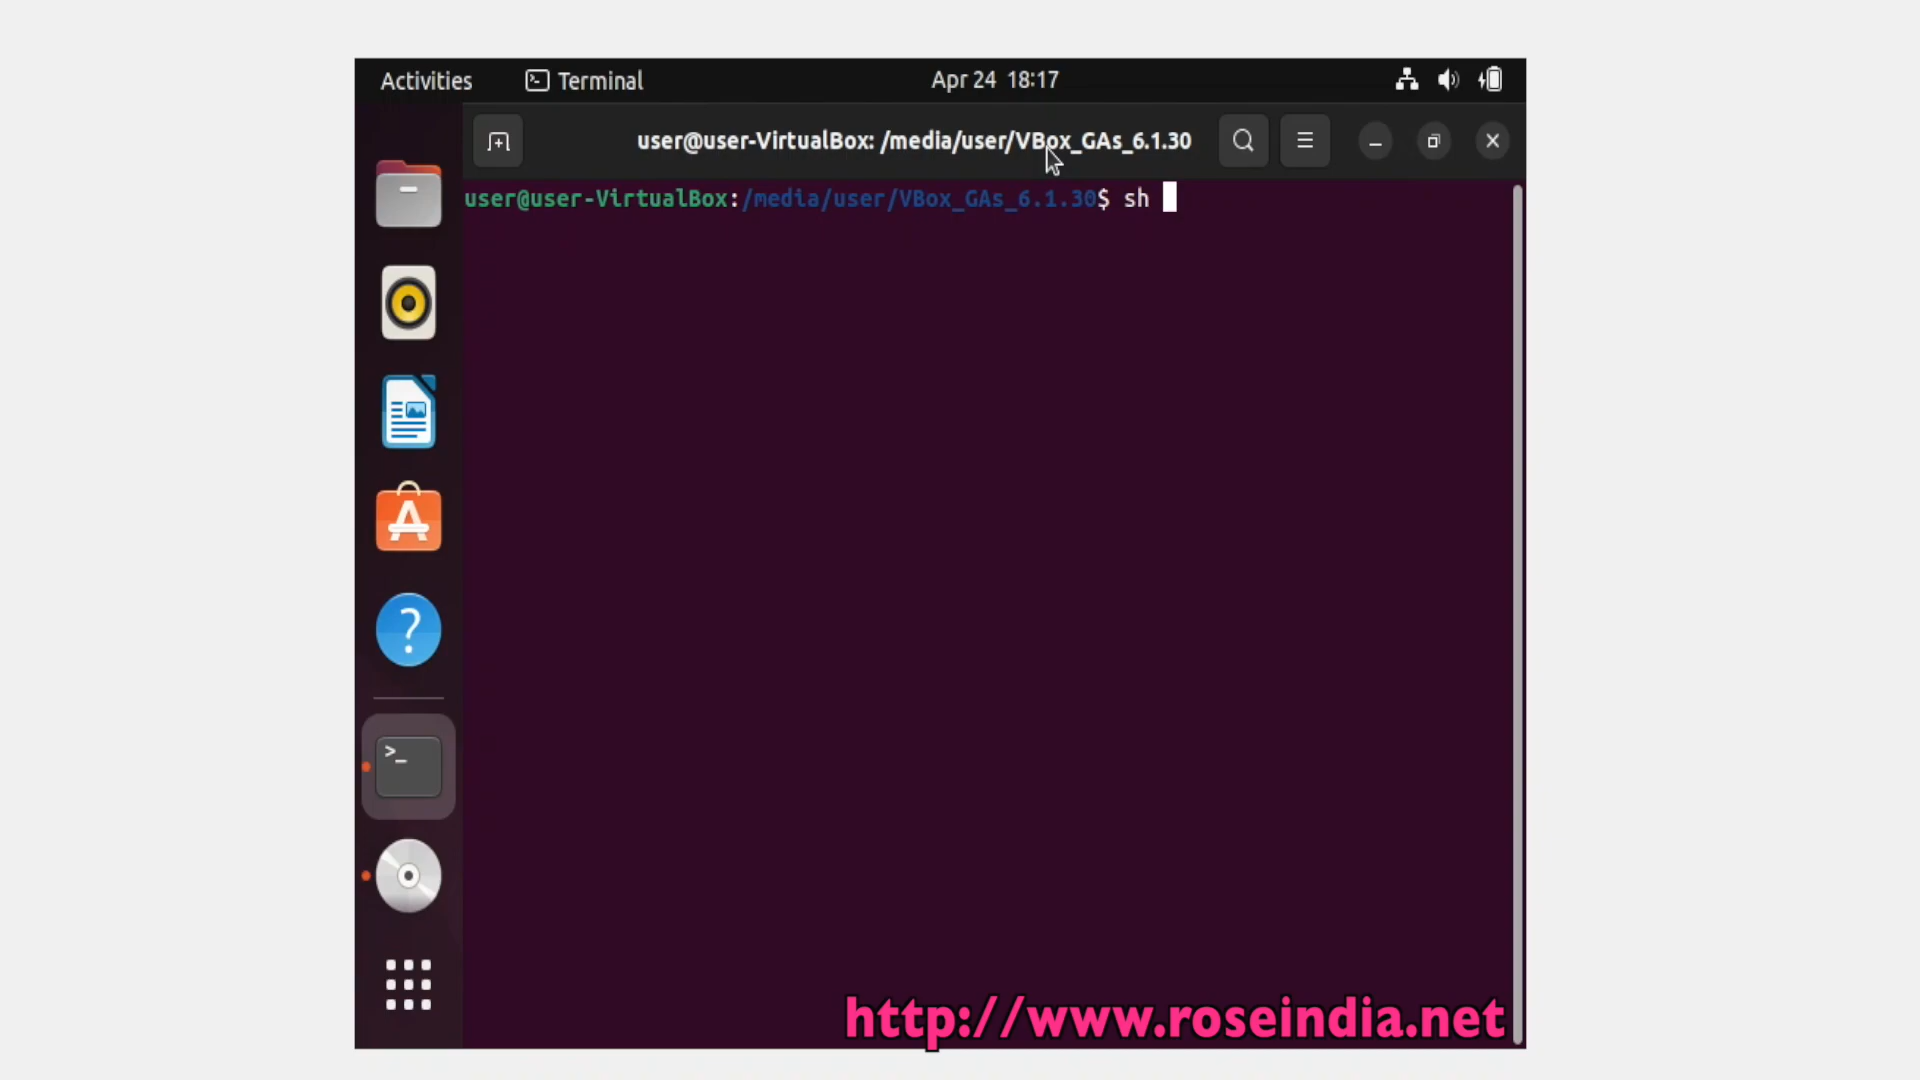 Activities Terminal Apr 24 18:17
user@user-VirtualBox: /media/user/VBox_GAs_6.1.30
user@user-VirtualBox:/media/user/VBox_GAs_6.1.30$ sh
http://www.roseindia.net